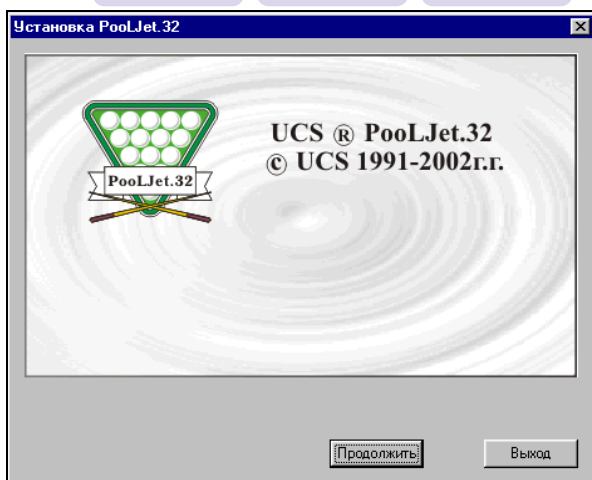 Установка PooLJet.32
UCS ® PooLJet.32
© UCS 1991-2002г.г.
PooLJet.32
Продолжить
Выход